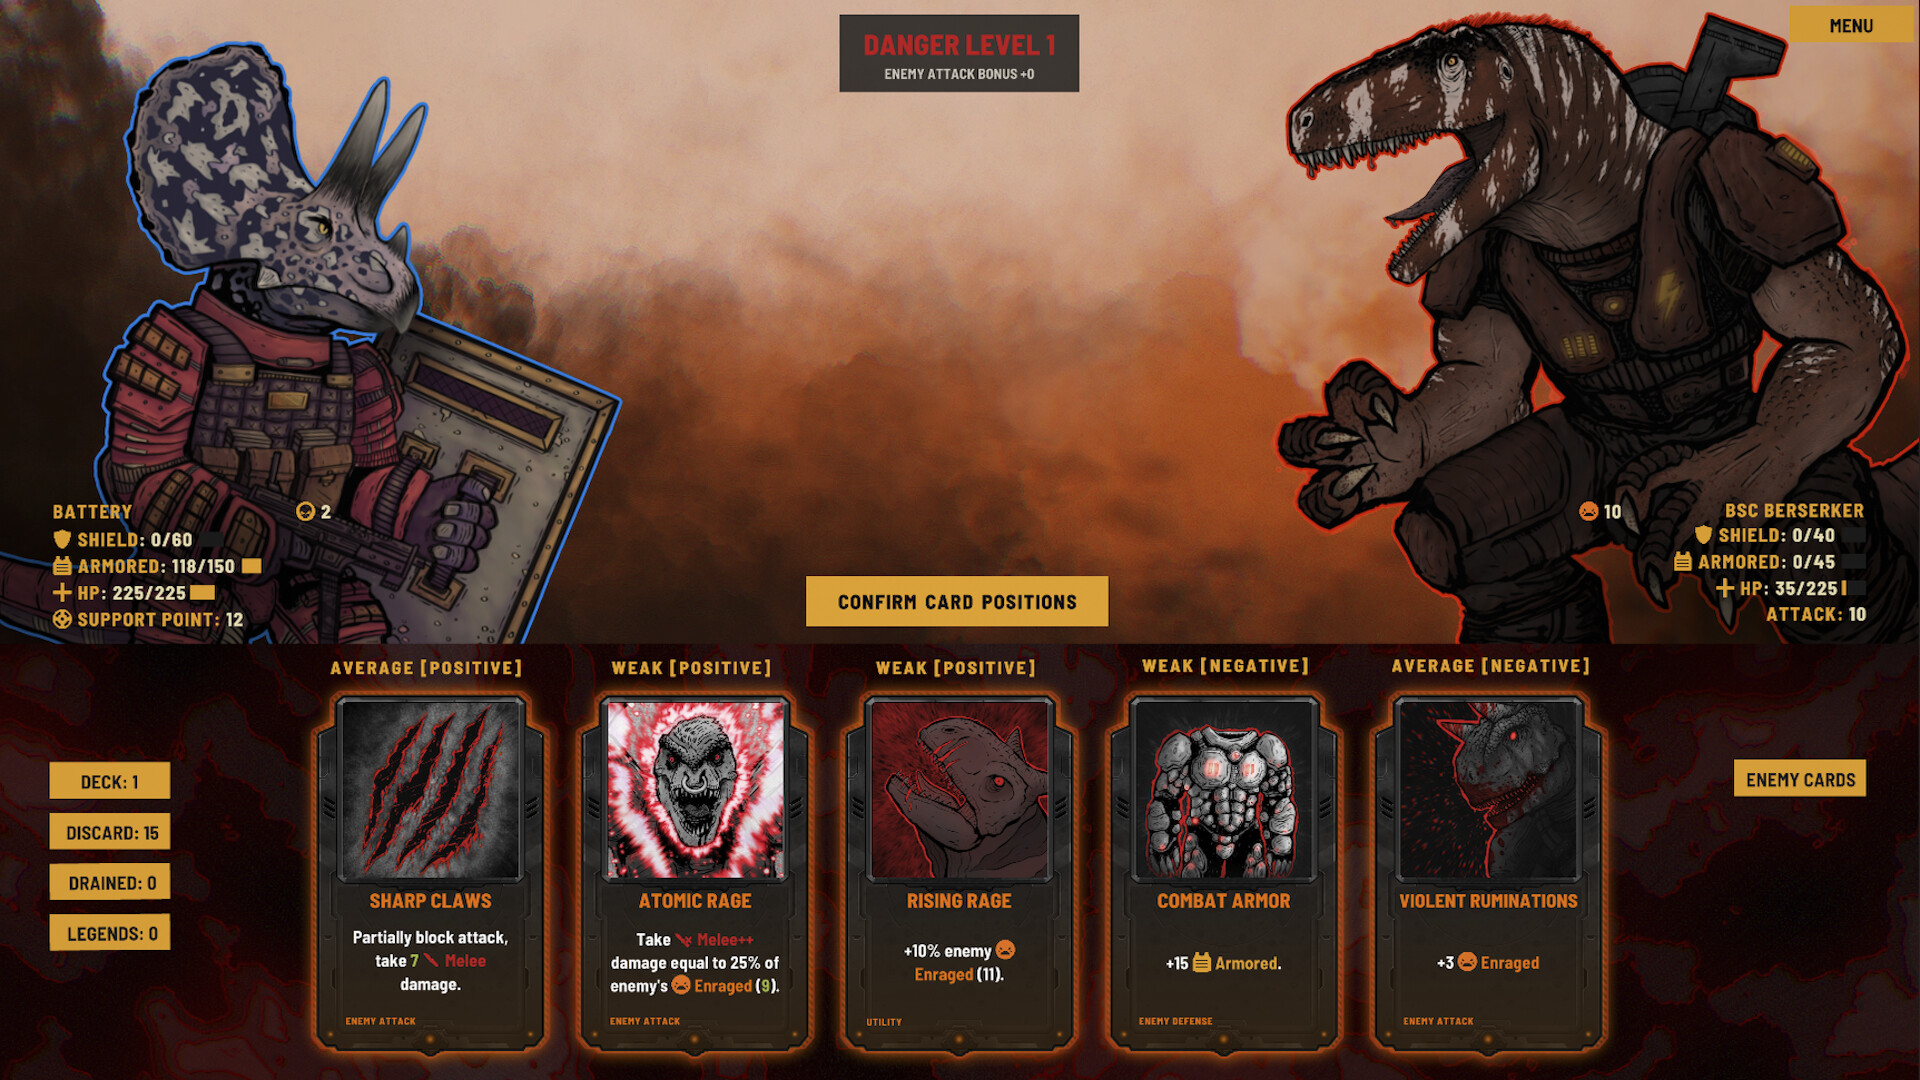 DANGER LEVEL 1
ENEMY ATTACK BONUS +0
MENU
BATTERY
2
SHIELD: 0/60
ARMORED: 118/150
HP: 225/225
SUPPORT POINT: 12
10
BSC BERSERKER
SHIELD: 0/40
ARMORED: 0/45
HP: 35/225
ATTACK: 10
CONFIRM CARD POSITIONS
AVERAGE [POSITIVE]
WEAK [POSITIVE]
WEAK [POSITIVE]
WEAK [NEGATIVE]
AVERAGE [NEGATIVE]
DECK: 1
DISCARD: 15
DRAINED: 0
LEGENDS: 0
SHARP CLAWS
Partially block attack,
take 7 Melee
damage.
ENEMY ATTACK
ATOMIC RAGE
Take Melee++
damage equal to 25% of
enemy's Enraged (9).
ENEMY ATTACK
RISING RAGE
+10% enemy
Enraged (11).
UTILITY
COMBAT ARMOR
+15 Armored.
ENEMY DEFENSE
VIOLENT RUMINATIONS
+3 Enraged
ENEMY ATTACK
ENEMY CARDS